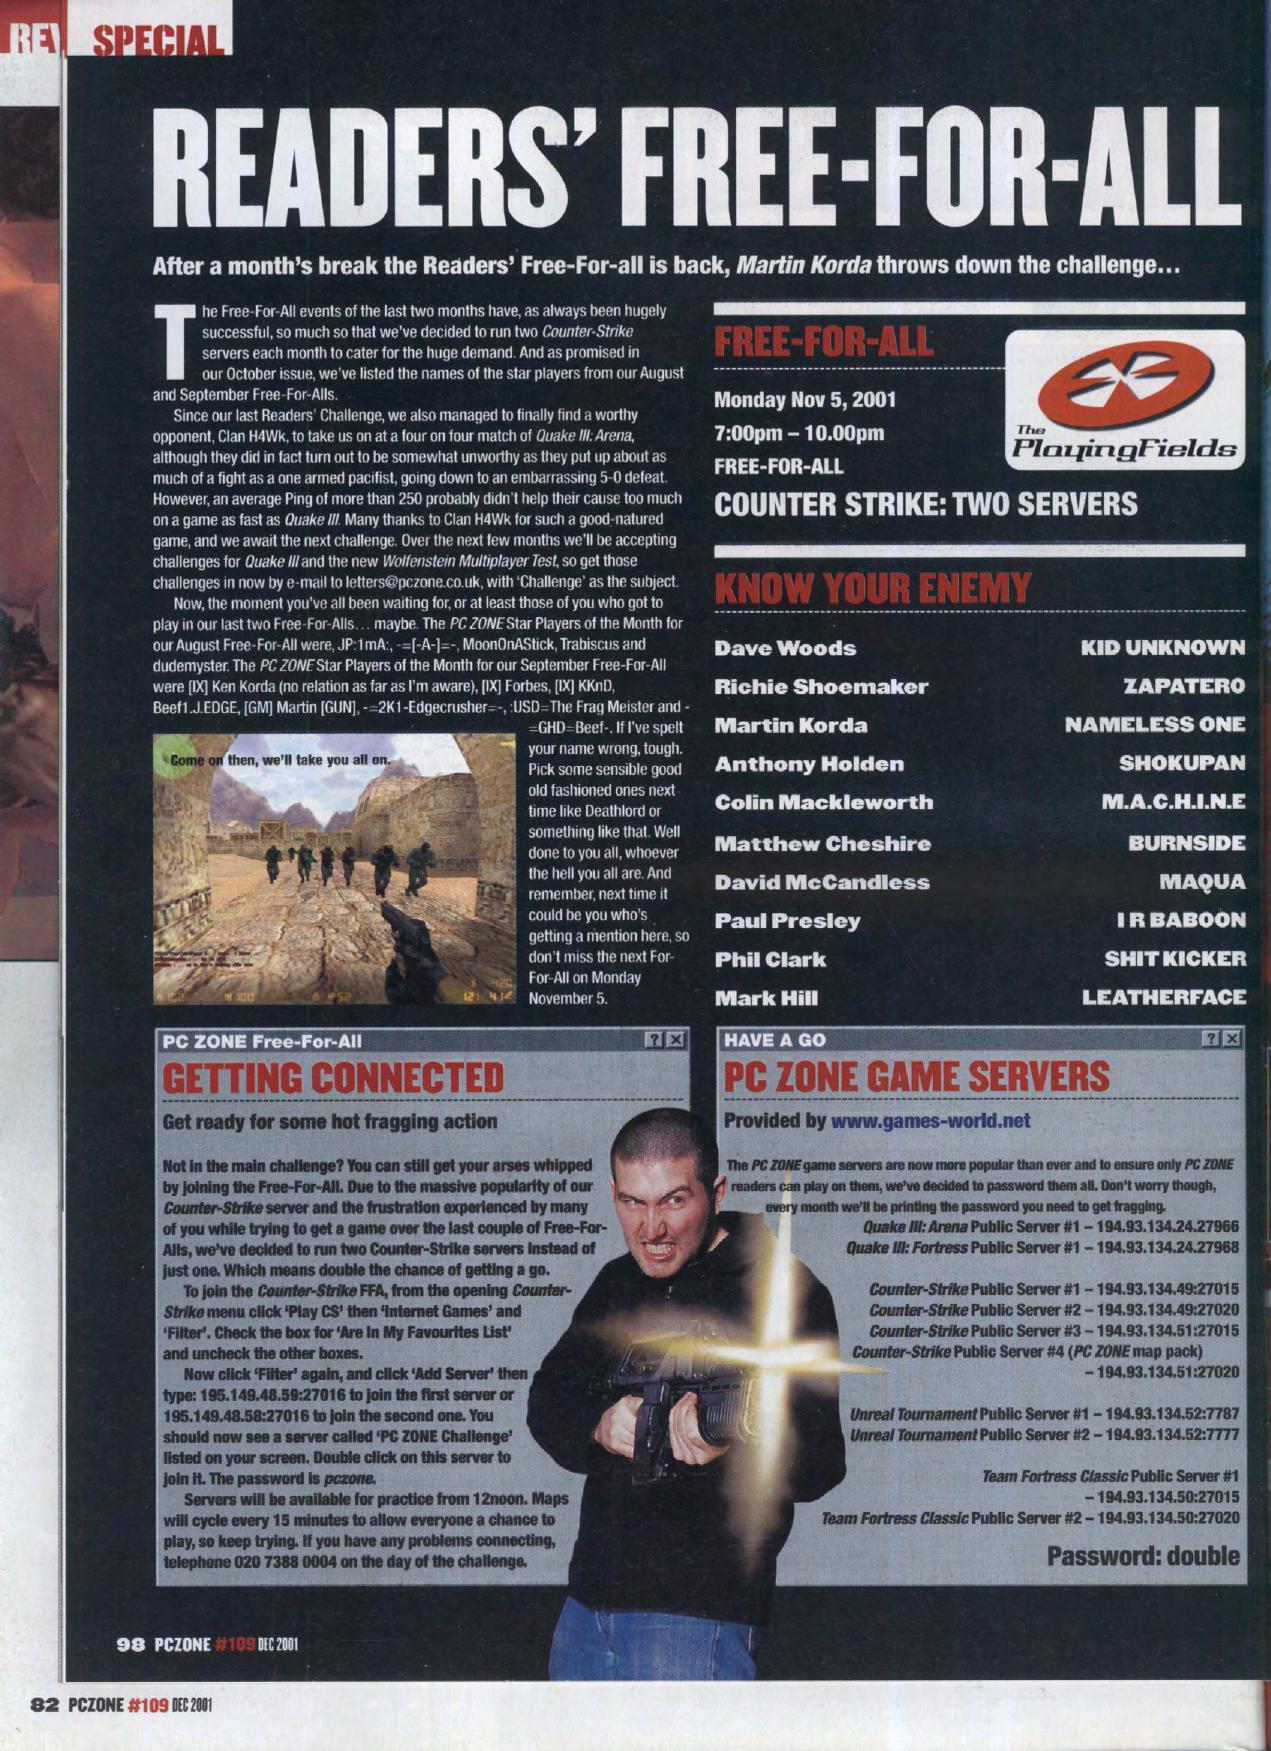 REV
SPECIAL
READERS' FREE-FOR-ALL
After a month's break the Readers' Free-For-all is back, Martin Korda throws down the challenge...
The Free-For-All events of the last two months have, as always been hugely
successful, so much so that we've decided to run two Counter-Strike
servers each month to cater for the huge demand. And as promised in
our October issue, we've listed the names of the star players from our August
and September Free-For-Alls.
Since our last Readers' Challenge, we also managed to finally find a worthy
opponent, Clan H4Wk, to take us on at a four on four match of Quake III: Arena,
although they did in fact turn out to be somewhat unworthy as they put up about as
much of a fight as a one armed pacifist, going down to an embarrassing 5-0 defeat.
However, an average Ping of more than 250 probably didn't help their cause too much
on a game as fast as Quake III. Many thanks to Clan H4Wk for such a good-natured
game, and we await the next challenge. Over the next few months we'll be accepting
challenges for Quake III and the new Wolfenstein Multiplayer Test, so get those
challenges in now by e-mail to letters@pczone.co.uk, with 'Challenge' as the subject.
Now, the moment you've all been waiting for, or at least those of you who got to
play in our last two Free-For-Alls... maybe. The PC ZONE Star Players of the Month for
our August Free-For-All were, JP:1mA:, -=[-A-]=-, MoonOnAStick, Trabiscus and
dudemyster. The PC ZONE Star Players of the Month for our September Free-For-All
were [IX] Ken Korda (no relation as far as I'm aware), [IX] Forbes, [IX] KKnD,
Beef1.J.EDGE, [GM] Martin [GUN], -=2K1-Edgecrusher=-, :USD=The Frag Meister and -
=GHD=Beef-. If I've spelt
your name wrong, tough.
Pick some sensible good
old fashioned ones next
time like Deathlord or
something like that. Well
done to you all, whoever
the hell you all are. And
remember, next time it
could be you who's
getting a mention here, so
don't miss the next For-
For-All on Monday
November 5.
Come on then, we'll take you all on.
FREE-FOR-ALL
Monday Nov 5, 2001
7:00pm – 10.00pm
FREE-FOR-ALL
COUNTER STRIKE: TWO SERVERS
The
PlayingFields
KNOW YOUR ENEMY
Dave Woods KID UNKNOWN
Richie Shoemaker ZAPATERO
Martin Korda NAMELESS ONE
Anthony Holden SHOKUPAN
Colin Mackleworth M.A.C.H.I.N.E
Matthew Cheshire BURNSIDE
David McCandless MAQUA
Paul Presley I R BABOON
Phil Clark SHIT KICKER
Mark Hill LEATHERFACE
PC ZONE Free-For-All
GETTING CONNECTED
Get ready for some hot fragging action
Not in the main challenge? You can still get your arses whipped
by joining the Free-For-All. Due to the massive popularity of our
Counter-Strike server and the frustration experienced by many
of you while trying to get a game over the last couple of Free-For-
Alls, we've decided to run two Counter-Strike servers instead of
just one. Which means double the chance of getting a go.
To join the Counter-Strike FFA, from the opening Counter-
Strike menu click 'Play CS' then 'Internet Games' and
'Filter'. Check the box for 'Are In My Favourites List'
and uncheck the other boxes.
Now click 'Filter' again, and click 'Add Server' then
type: 195.149.48.59:27016 to join the first server or
195.149.48.58:27016 to join the second one. You
should now see a server called 'PC ZONE Challenge'
listed on your screen. Double click on this server to
join it. The password is pczone.
Servers will be available for practice from 12noon. Maps
will cycle every 15 minutes to allow everyone a chance to
play, so keep trying. If you have any problems connecting,
telephone 020 7388 0004 on the day of the challenge.
HAVE A GO
PC ZONE GAME SERVERS
Provided by www.games-world.net
The PC ZONE game servers are now more popular than ever and to ensure only PC ZONE
readers can play on them, we've decided to password them all. Don't worry though,
every month we'll be printing the password you need to get fragging.
Quake III: Arena Public Server #1 – 194.93.134.24.27966
Quake III: Fortress Public Server #1 – 194.93.134.24.27968
Counter-Strike Public Server #1 – 194.93.134.49:27015
Counter-Strike Public Server #2 – 194.93.134.49:27020
Counter-Strike Public Server #3 – 194.93.134.51:27015
Counter-Strike Public Server #4 (PC ZONE map pack)
– 194.93.134.51:27020
Unreal Tournament Public Server #1 – 194.93.134.52:7787
Unreal Tournament Public Server #2 – 194.93.134.52:7777
Team Fortress Classic Public Server #1
– 194.93.134.50:27015
Team Fortress Classic Public Server #2 – 194.93.134.50:27020
Password: double
98 PCZONE #109 DEC 2001
82 PCZONE #109 DEC 2001